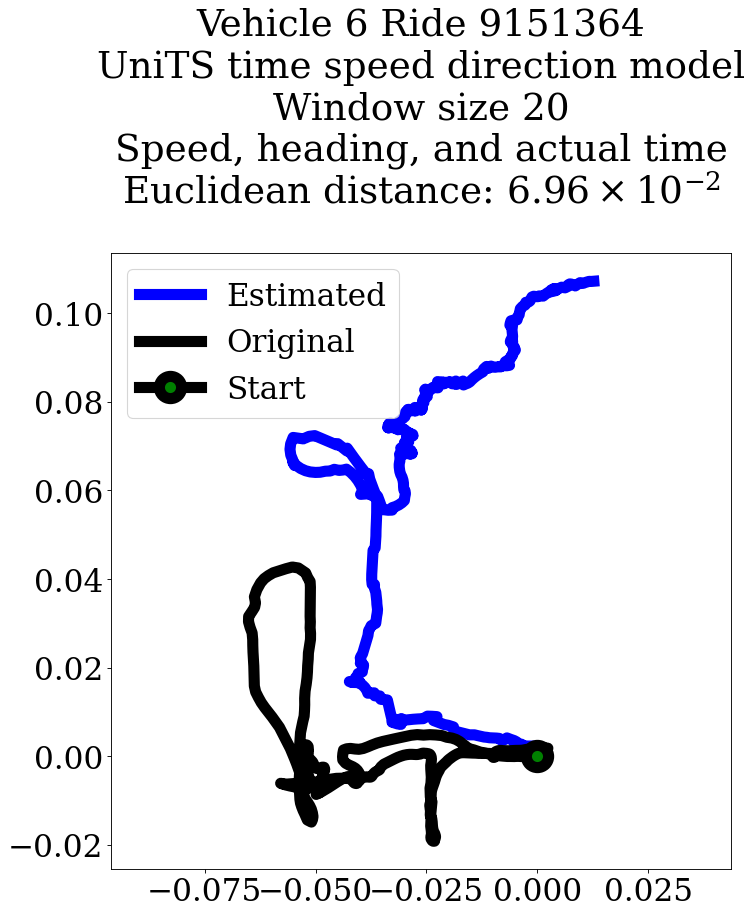 Vehicle 6 Ride 9151364
UniTS time speed direction model
Window size 20
Speed, heading, and actual time
Euclidean distance: 6.96 × 10⁻²
Estimated
Original
Start
0.10
0.08
0.06
0.04
0.02
0.00
−0.02
−0.075 −0.050 −0.025 0.000 0.025